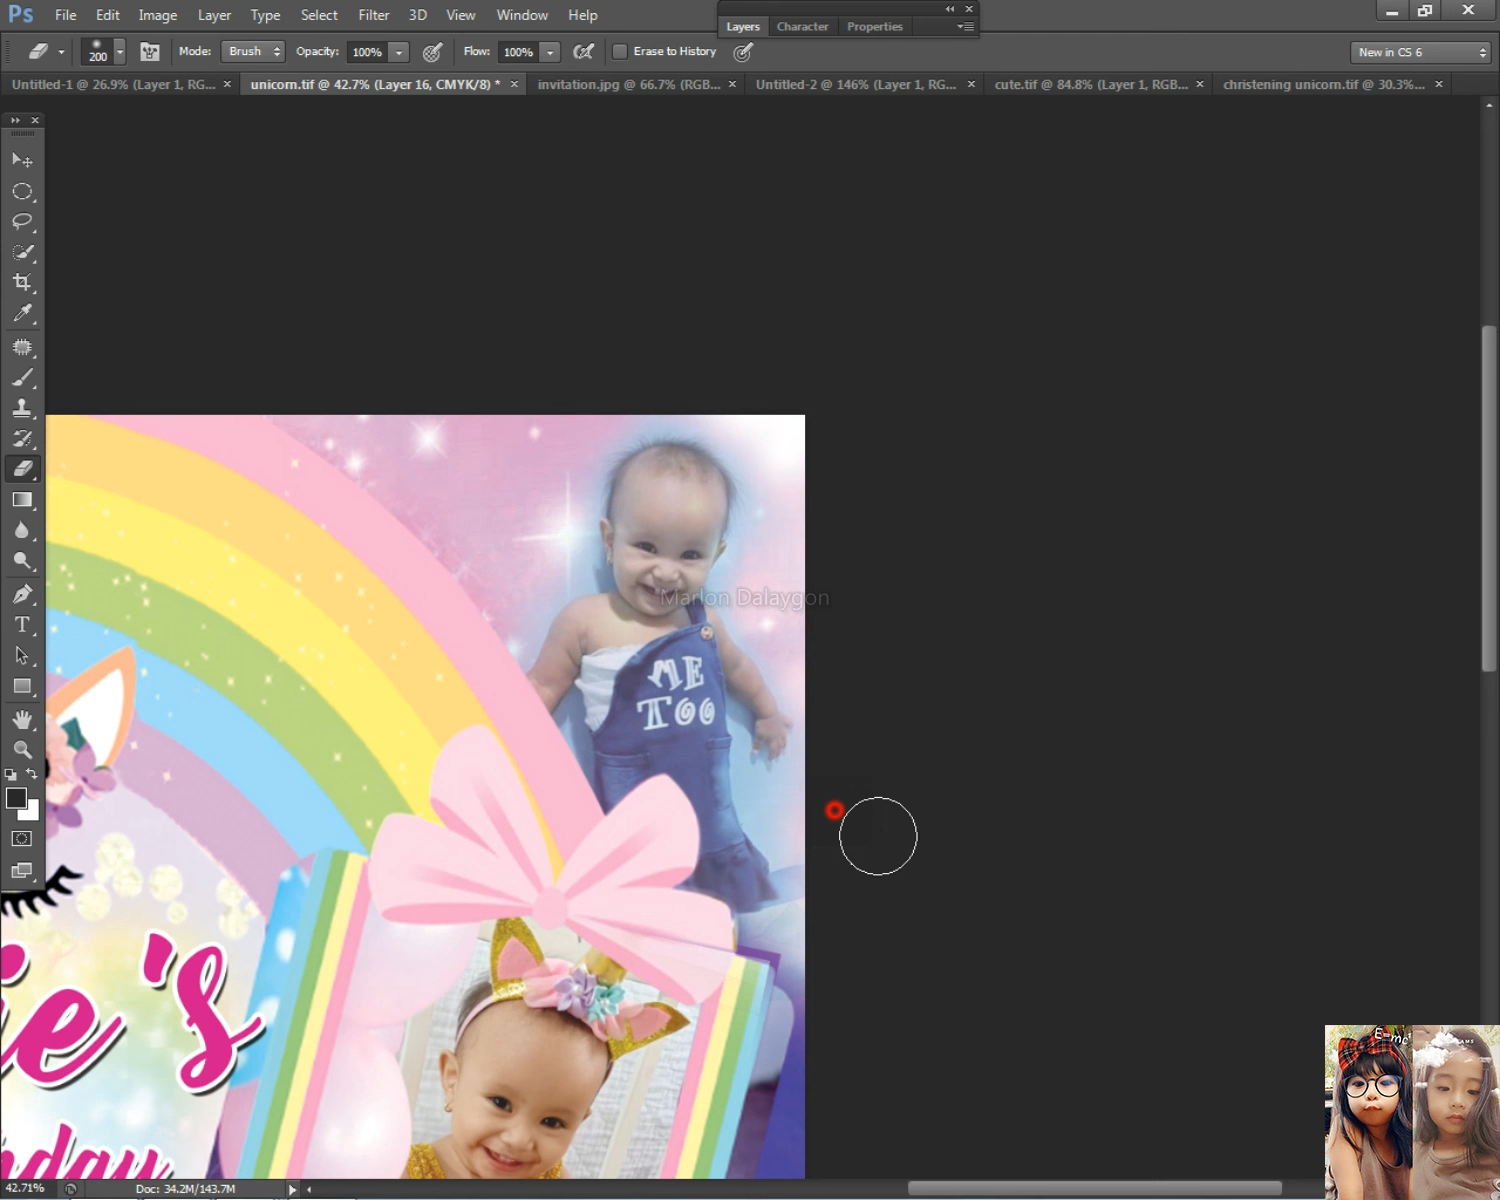 Ps File Edit Image Layer Type Select Filter 3D View Window Help
Layers Character Properties
200 Mode: Brush Opacity: 100% Flow: 100% Erase to History New in CS 6
Untitled-1 @ 26.9% (Layer 1, RG... × unicorn.tif @ 42.7% (Layer 16, CMYK/8) * × invitation.jpg @ 66.7% (RGB... × Untitled-2 @ 146% (Layer 1, RG... × cute.tif @ 84.8% (Layer 1, RGB... × christening unicorn.tif @ 30.3%... ×
Marlon Dalaygon
ME
TOO
ie's
hday
42.71% Doc: 34.2M/143.7M